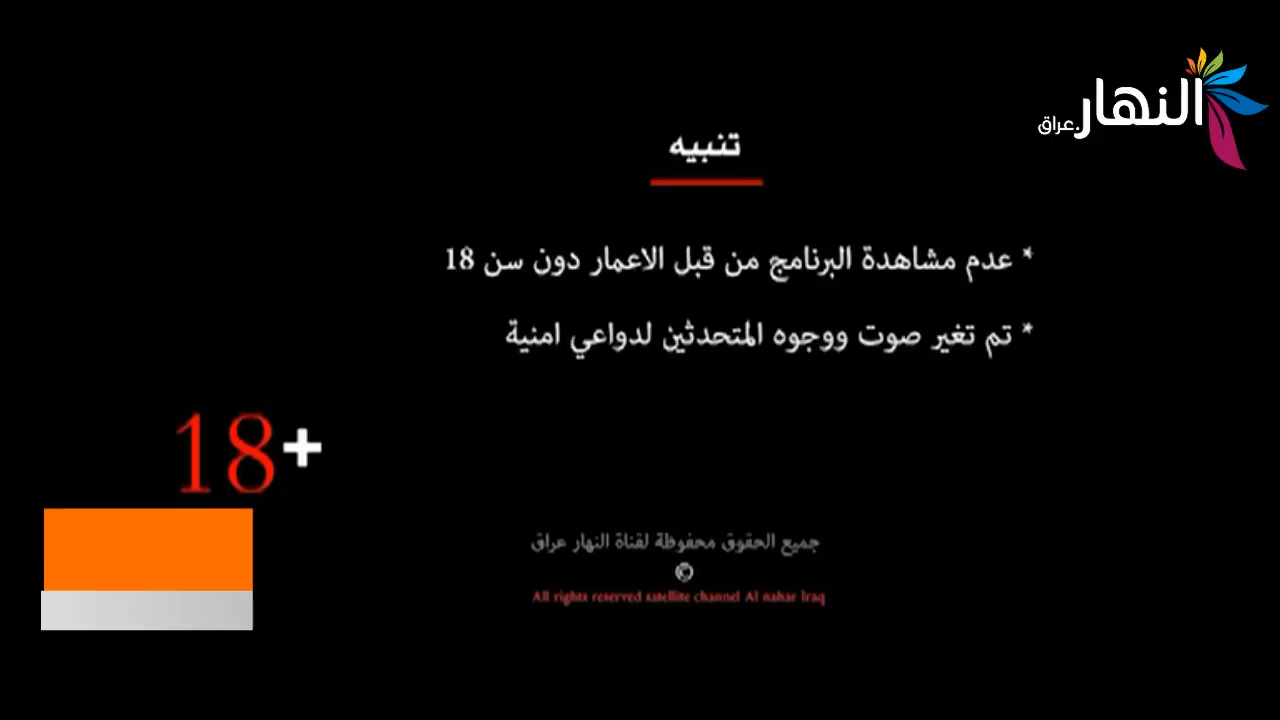 النهار.عراق
تنبيه
* عدم مشاهدة البرنامج من قبل الاعمار دون سن 18
* تم تغير صوت ووجوه المتحدثين لدواعي امنية
18+
جميع الحقوق محفوظة لقناة النهار عراق
©
All rights reserved satellite channel Al nahar Iraq